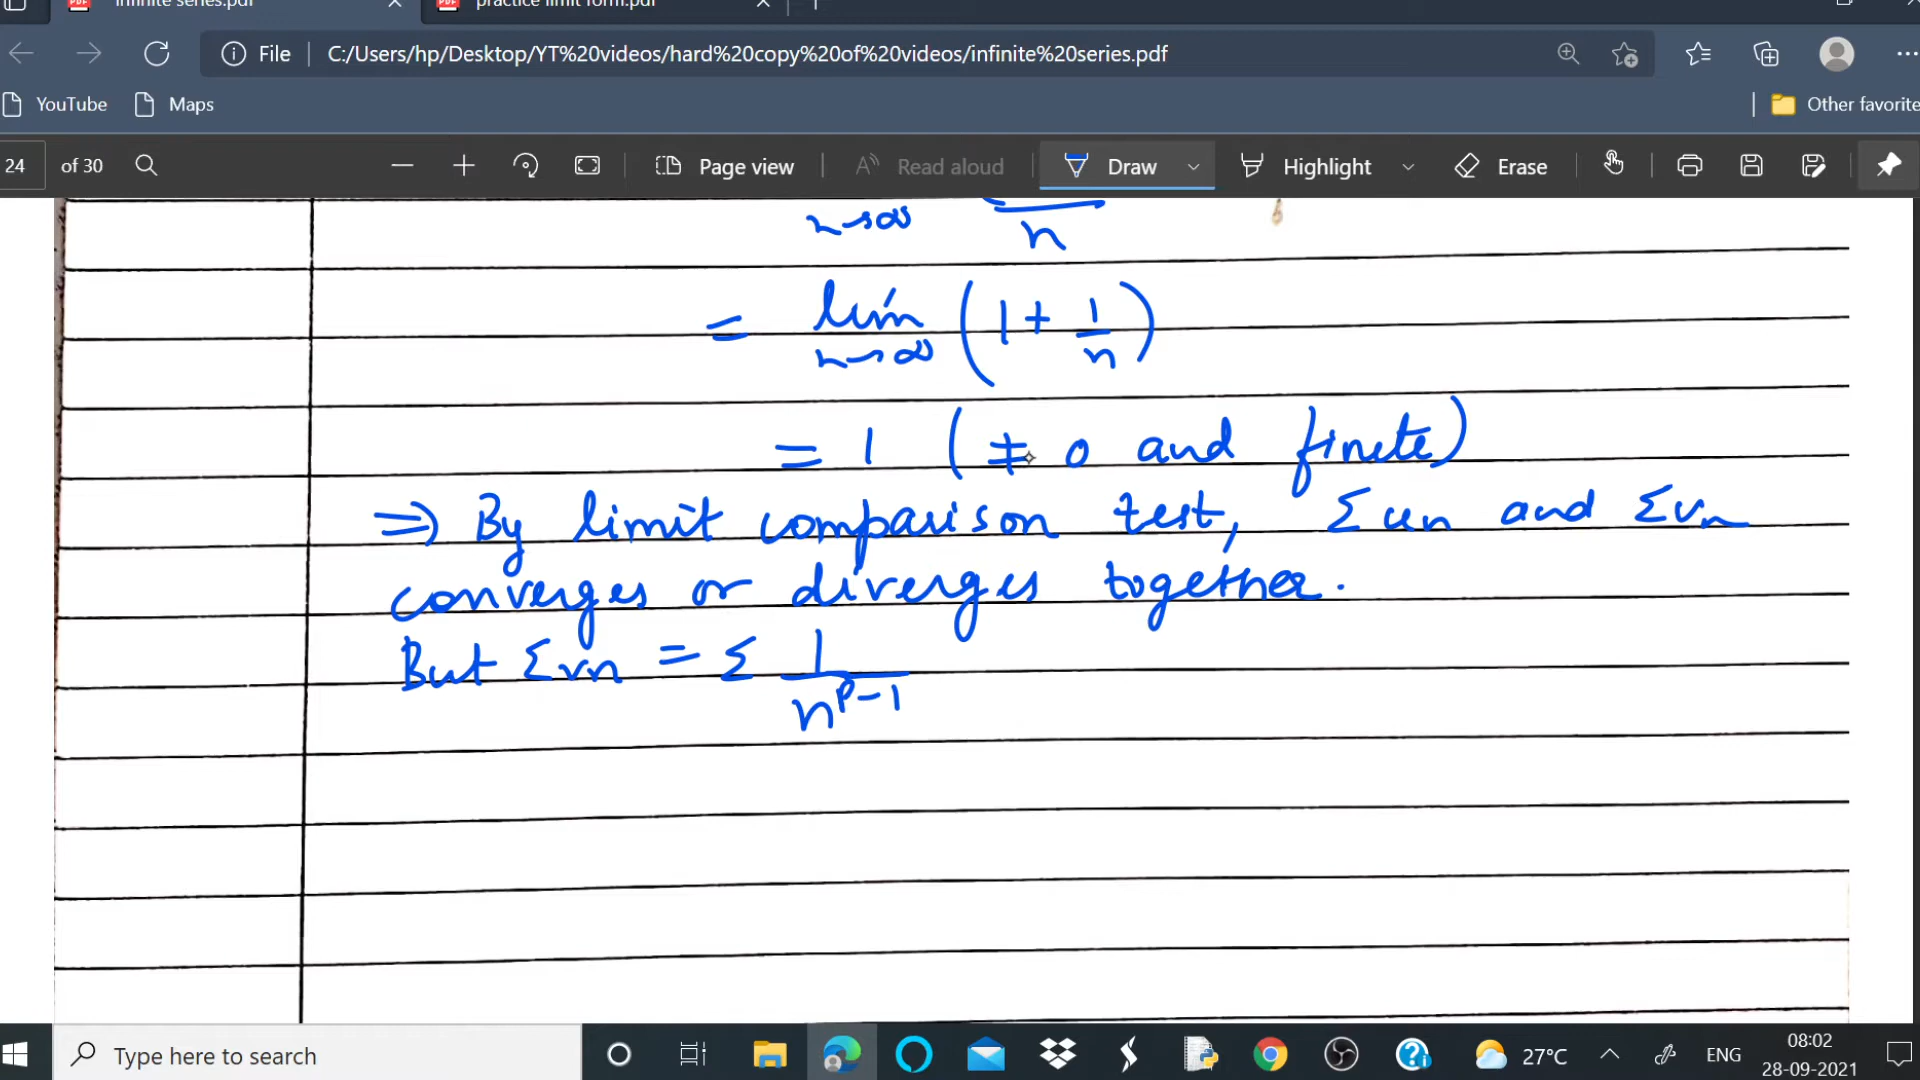 infinite series.pdf
practice limit form.pdf
File C:/Users/hp/Desktop/YT%20videos/hard%20copy%20of%20videos/infinite%20series.pdf
YouTube Maps Other favorite
24 of 30 Page view Read aloud Draw Highlight Erase
n→∞ n
= lim n→∞ (1 + 1/n)
= 1 (≠ 0 and finite)
⇒ By limit comparison test, Σun and Σvn
converges or diverges together.
But Σvn = Σ 1/n^(p-1)
Type here to search 27°C ENG 08:02
28-09-2021